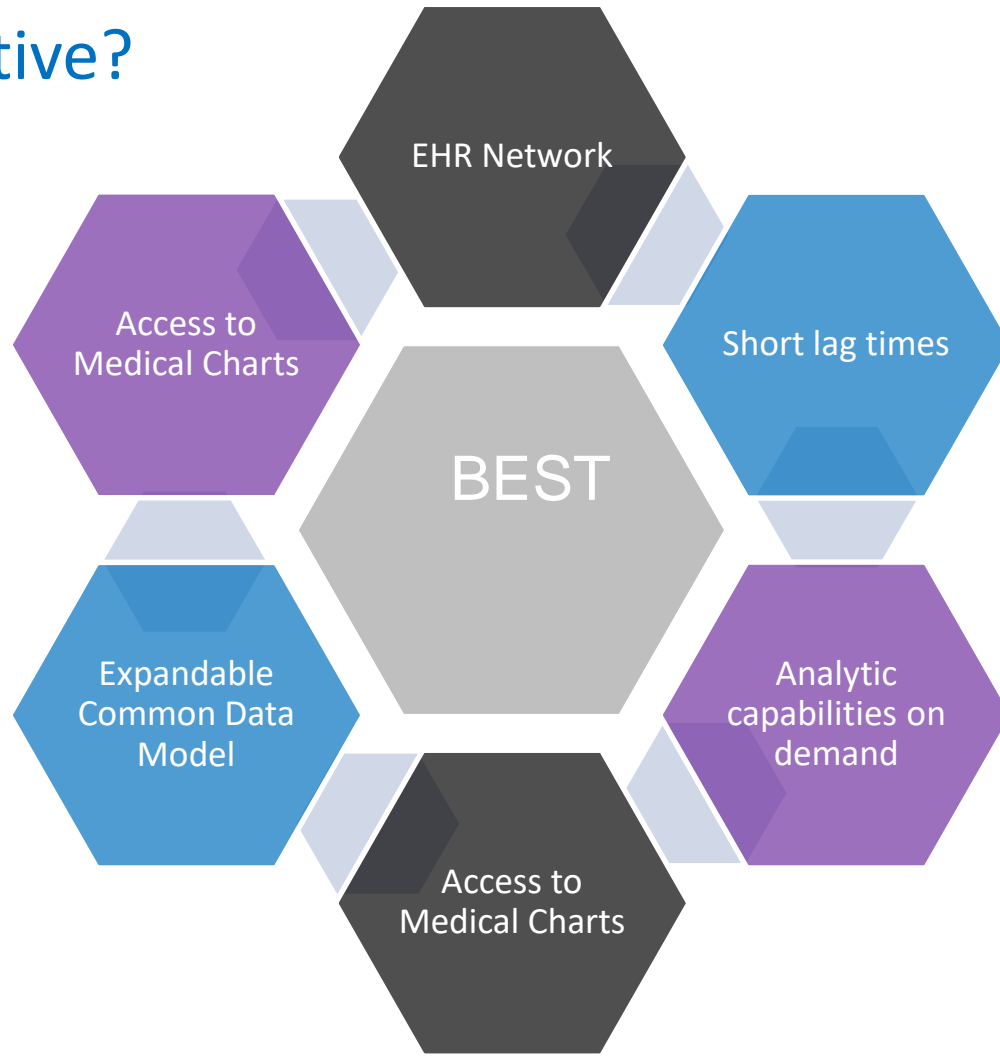 tive?
EHR Network
Access to
Medical Charts
Short lag times
BEST
Expandable
Common Data
Model
Analytic
capabilities on
demand
Access to
Medical Charts